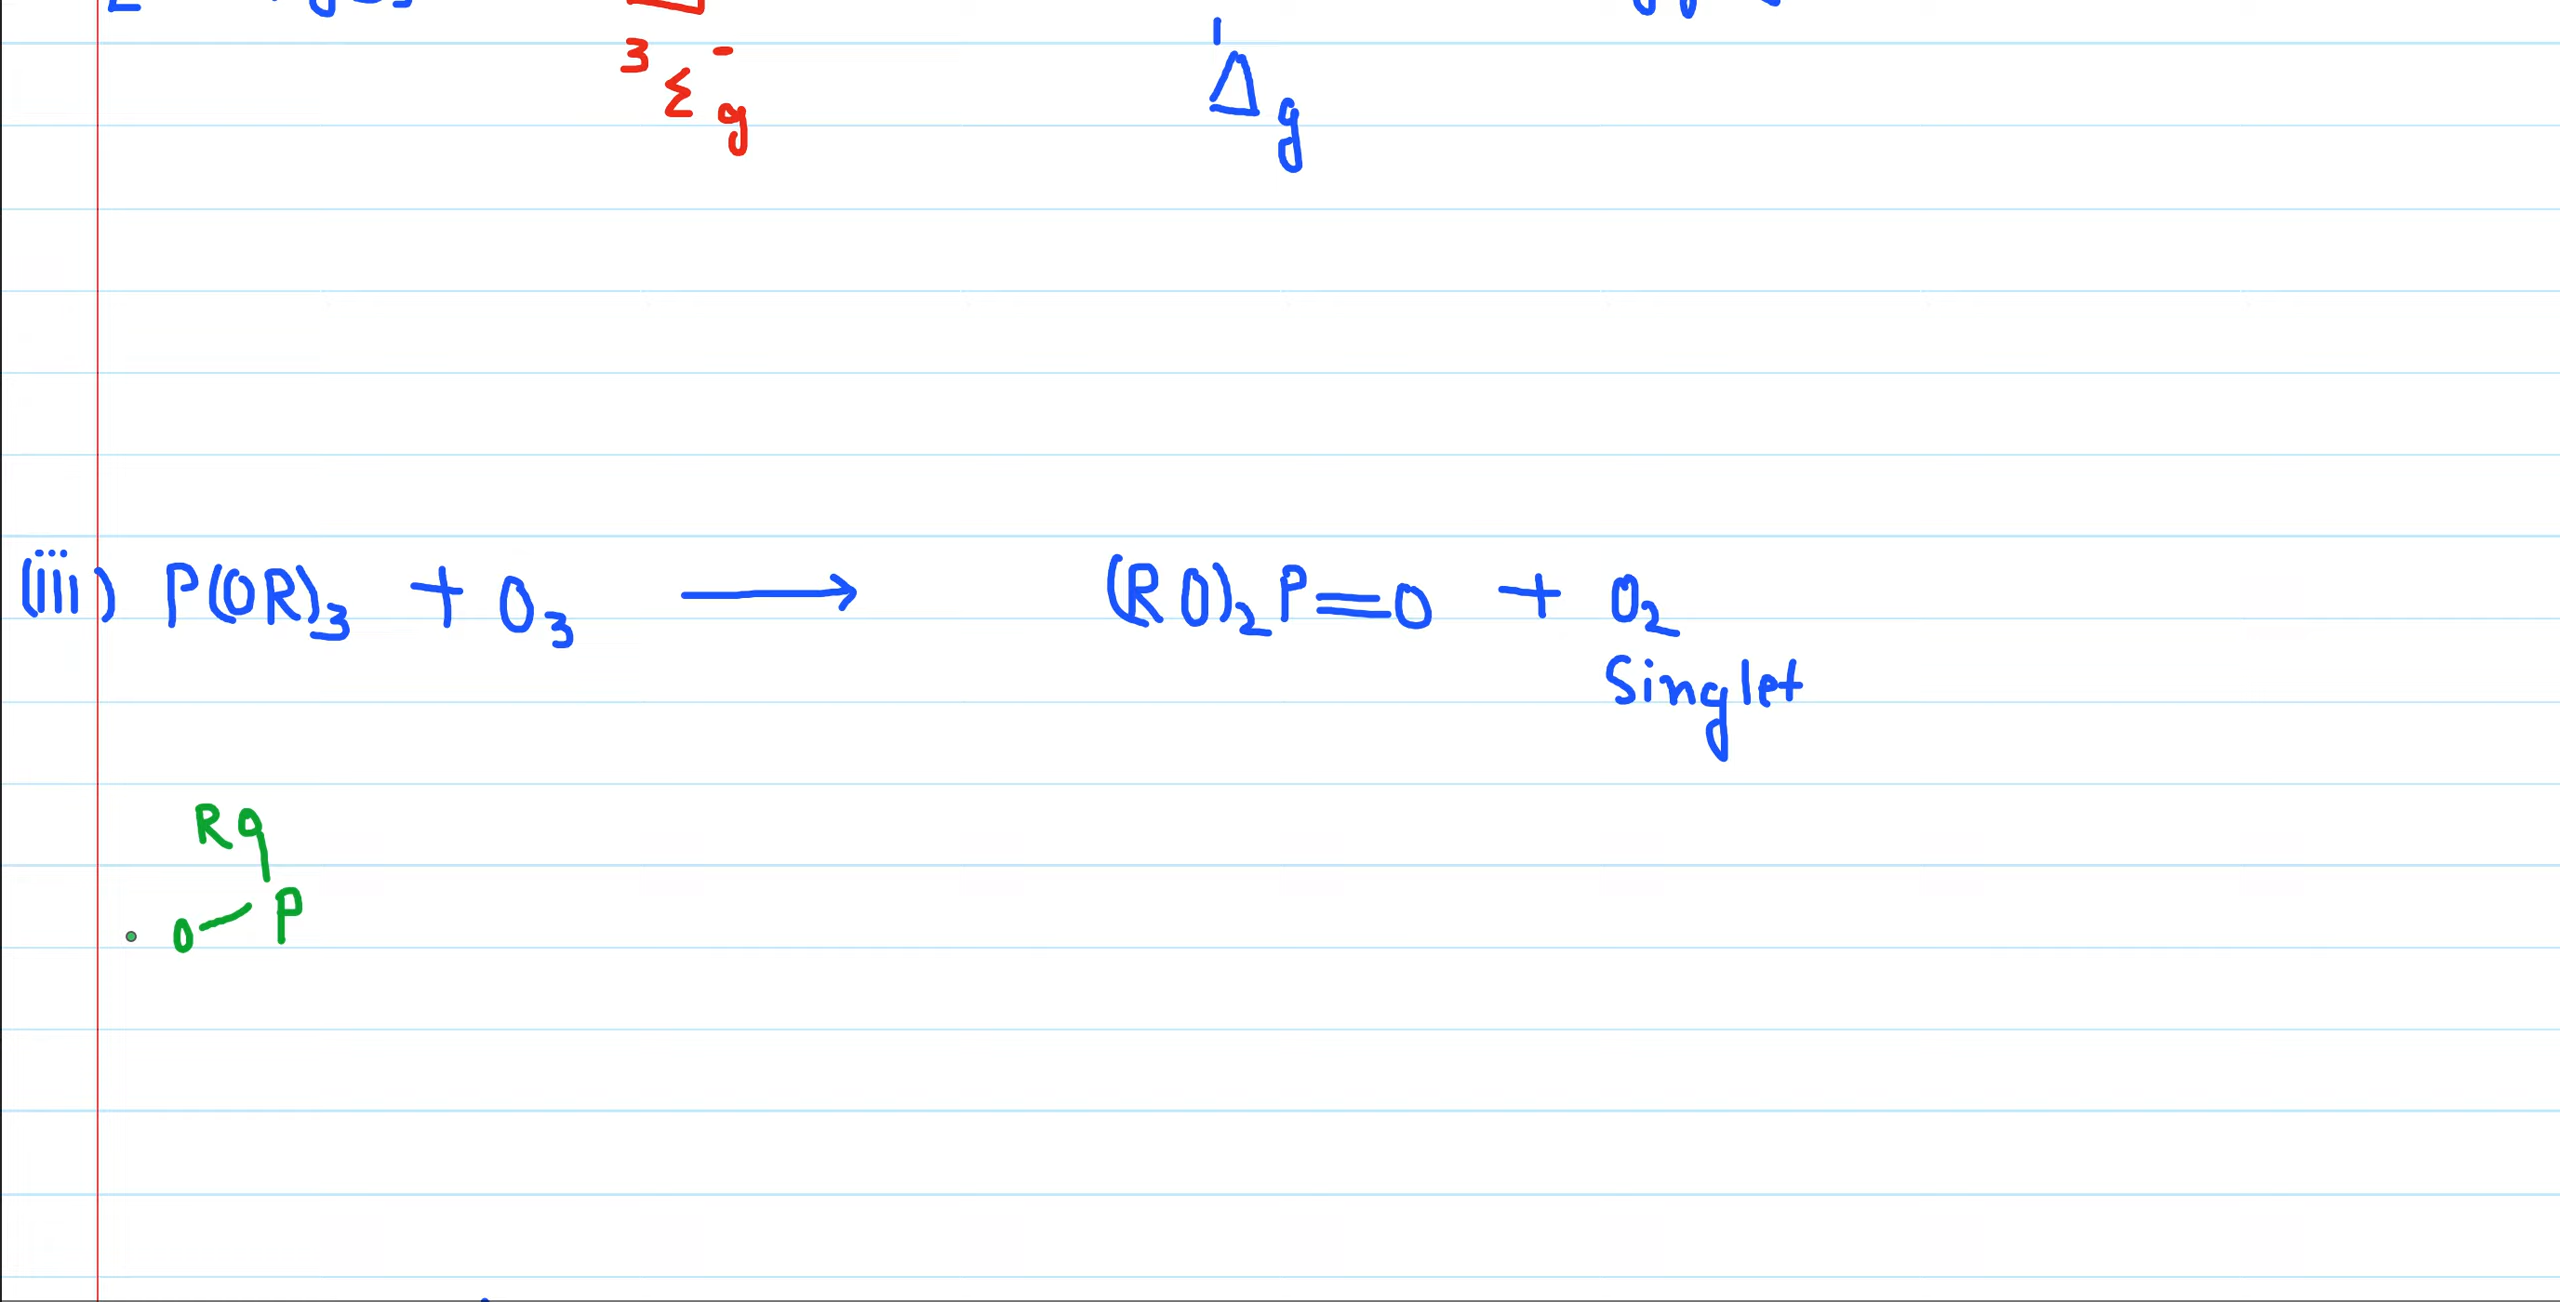 ³Σg⁻ ¹Δg
(iii) P(OR)₃ + O₃ ⟶ (RO)₂P=O + O₂
Singlet
RO
O–P